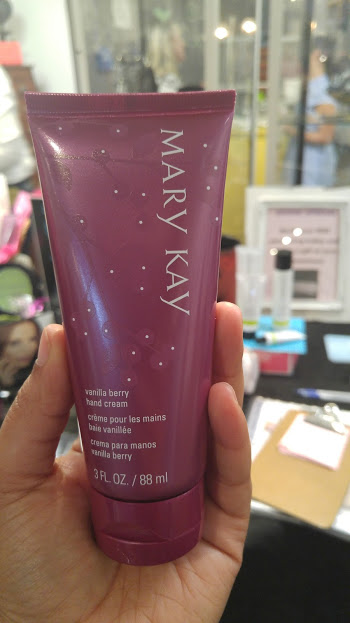 MARY KAY
vanilla berry
hand cream
crème pour les mains
baie vanillée
crema para manos
vanilla berry
3 FL. OZ. / 88 ml